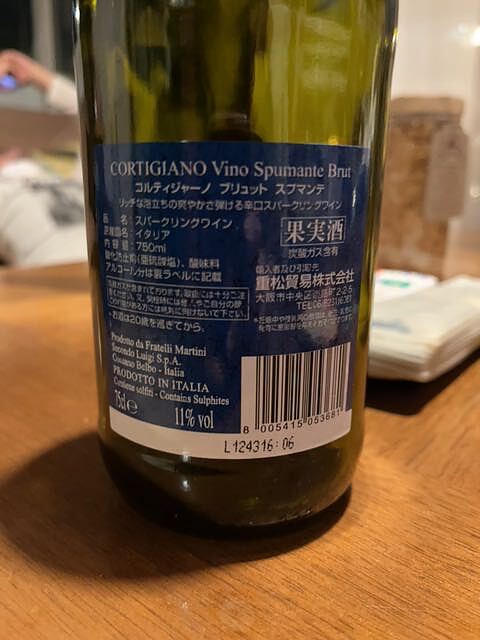 CORTIGIANO Vino Spumante Brut
コルティジャーノ ブリュット スプマンテ
リッチな泡立ちの爽やかさ弾ける辛口スパークリングワイン
品 名：スパークリングワイン
原産国名：イタリア
内 容 量：750ml
酸化防止剤(亜硫酸塩)、酸味料
アルコール分は裏ラベルに記載
果実酒
炭酸ガス含有
輸入者及び引取先
重松貿易株式会社
大阪市中央区
・お酒は20歳を過ぎてから。
Prodotto da Fratelli Martini
Secondo Luigi S.p.A.
Cossano Belbo - Italia
PRODOTTO IN ITALIA
Contiene solfiti - Contains Sulphites
75cl e
11% vol
8 005415 053681
L124316:06